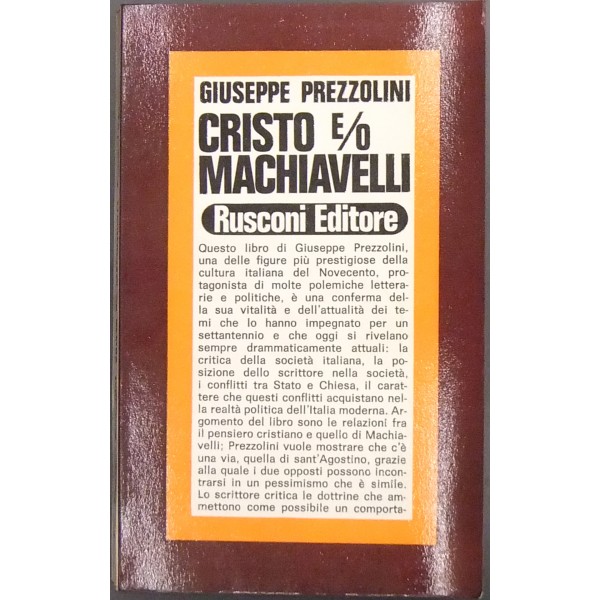 GIUSEPPE PREZZOLINI
CRISTO E/O
MACHIAVELLI
Rusconi Editore
Questo libro di Giuseppe Prezzolini,
una delle figure più prestigiose della
cultura italiana del Novecento, pro-
tagonista di molte polemiche lettera-
rie e politiche, è una conferma del-
la sua vitalità e dell'attualità dei te-
mi che lo hanno impegnato per un
settantennio e che oggi si rivelano
sempre drammaticamente attuali: la
critica della società italiana, la po-
sizione dello scrittore nella società,
i conflitti tra Stato e Chiesa, il carat-
tere che questi conflitti acquistano nel-
la realtà politica dell'Italia moderna. Ar-
gomento del libro sono le relazioni fra
il pensiero cristiano e quello di Machia-
velli; Prezzolini vuole mostrare che c'è
una via, quella di sant'Agostino, grazie
alla quale i due opposti possono incon-
trarsi in un pessimismo che è simile.
Lo scrittore critica le dottrine che am-
mettono come possibile un comporta-